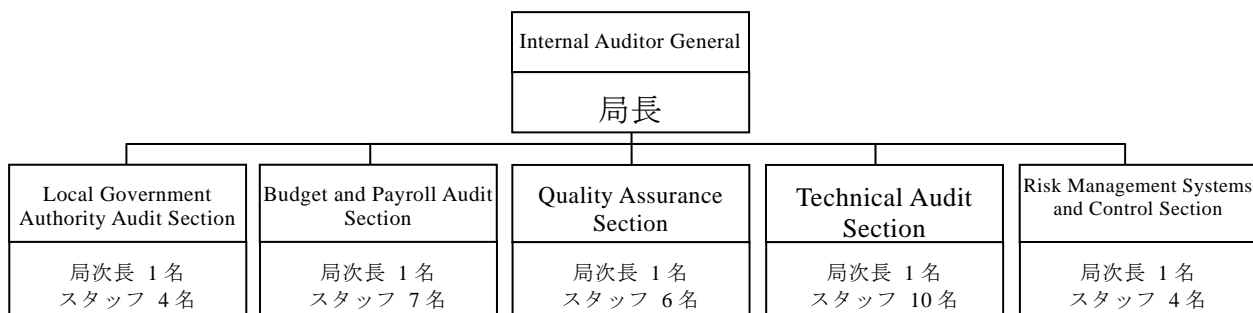 Internal Auditor General
局長
Local Government
Authority Audit Section
局次長 1 名
スタッフ 4 名
Budget and Payroll Audit
Section
局次長 1 名
スタッフ 7 名
Quality Assurance
Section
局次長 1 名
スタッフ 6 名
Technical Audit
Section
局次長 1 名
スタッフ 10 名
Risk Management Systems
and Control Section
局次長 1 名
スタッフ 4 名